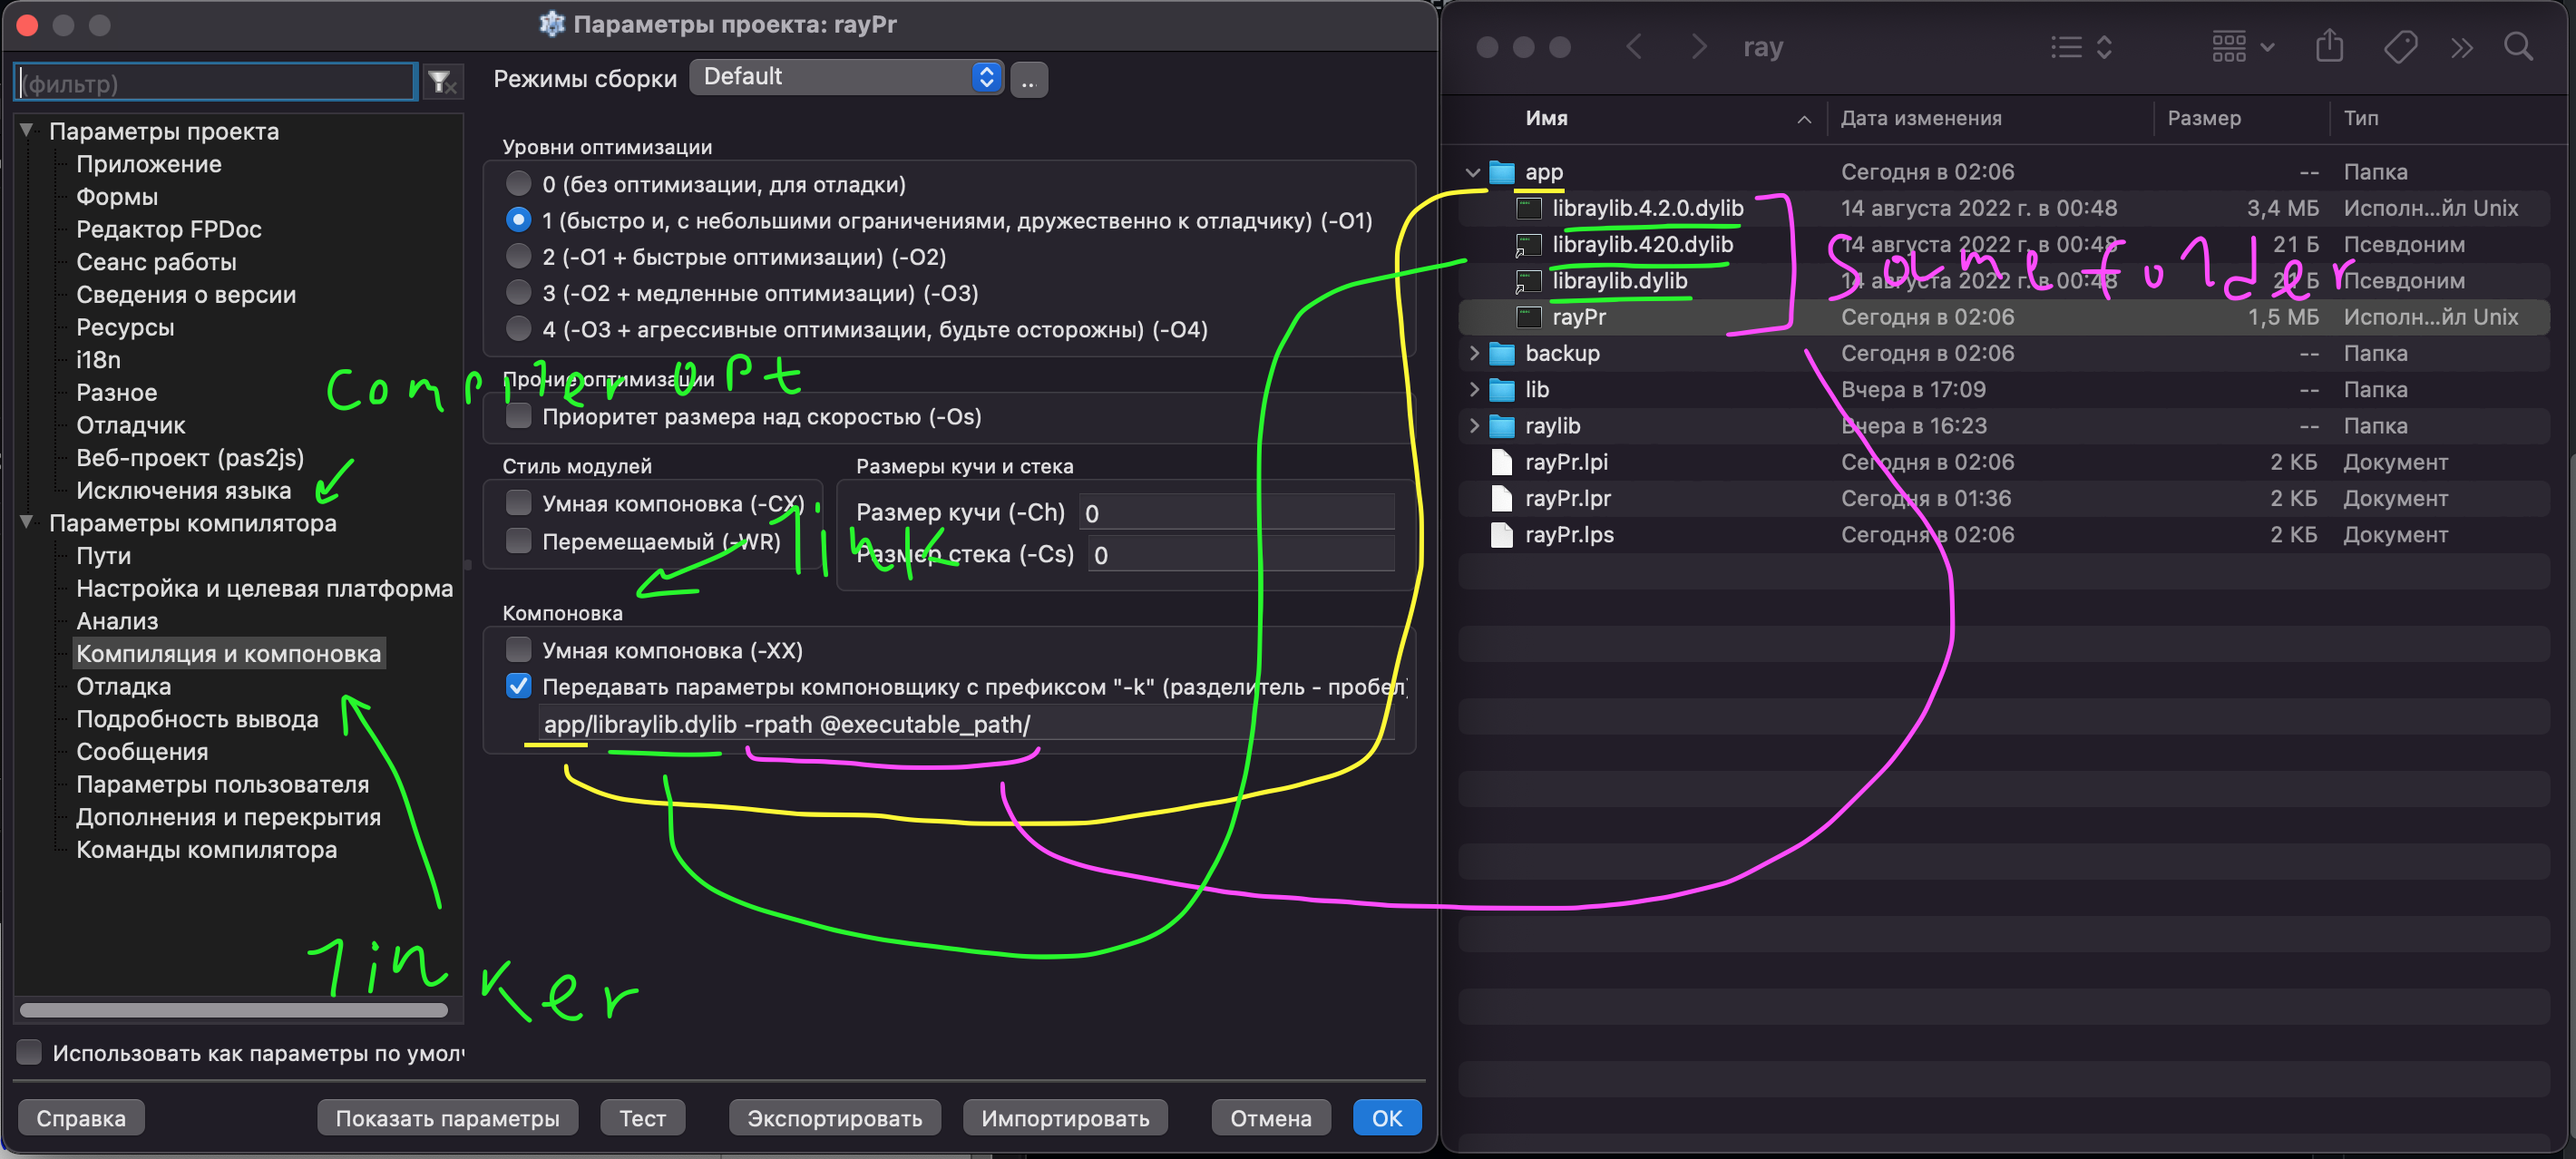 Параметры проекта: rayPr
(фильтр)
Режимы сборки Default ..
Параметры проекта
Приложение
Формы
Редактор FPDoc
Сеанс работы
Сведения о версии
Ресурсы
i18n
Разное
Отладчик
Веб-проект (pas2js)
Исключения языка
Параметры компилятора
Пути
Настройка и целевая платформа
Анализ
Компиляция и компоновка
Отладка
Подробность вывода
Сообщения
Параметры пользователя
Дополнения и перекрытия
Команды компилятора
Использовать как параметры по умолч
Уровни оптимизации
0 (без оптимизации, для отладки)
1 (быстро и, с небольшими ограничениями, дружественно к отладчику) (-O1)
2 (-O1 + быстрые оптимизации) (-O2)
3 (-O2 + медленные оптимизации) (-O3)
4 (-O3 + агрессивные оптимизации, будьте осторожны) (-O4)
Compiler opt
Прочие оптимизации
Приоритет размера над скоростью (-Os)
Стиль модулей
Умная компоновка (-CX)
Перемещаемый (-WR)
Размеры кучи и стека
Размер кучи (-Ch) 0
Размер стека (-Cs) 0
link
Компоновка
Умная компоновка (-XX)
Передавать параметры компоновщику с префиксом "-k" (разделитель - пробел)
app/libraylib.dylib -rpath @executable_path/
linker
Справка Показать параметры Тест Экспортировать Импортировать Отмена OK
ray
Имя Дата изменения Размер Тип
app Сегодня в 02:06 -- Папка
libraylib.4.2.0.dylib 14 августа 2022 г. в 00:48 3,4 МБ Исполн...йл Unix
libraylib.420.dylib 14 августа 2022 г. в 00:48 21 Б Псевдоним
libraylib.dylib 14 августа 2022 г. в 00:48 21 Б Псевдоним
rayPr Сегодня в 02:06 1,5 МБ Исполн...йл Unix
backup Сегодня в 02:06 -- Папка
lib Вчера в 17:09 -- Папка
raylib Вчера в 16:23 -- Папка
rayPr.lpi Сегодня в 02:06 2 КБ Документ
rayPr.lpr Сегодня в 01:36 2 КБ Документ
rayPr.lps Сегодня в 02:06 2 КБ Документ